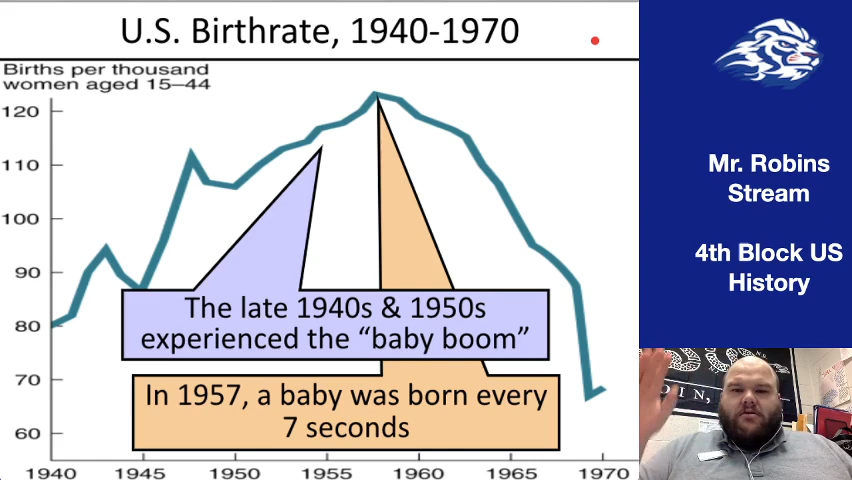 U.S. Birthrate, 1940-1970
Births per thousand
women aged 15–44
120
110
100
90
80
70
60
1940
1945
1950
1955
1960
1965
1970
The late 1940s & 1950s
experienced the “baby boom”
In 1957, a baby was born every
7 seconds
Mr. Robins
Stream
4th Block US
History